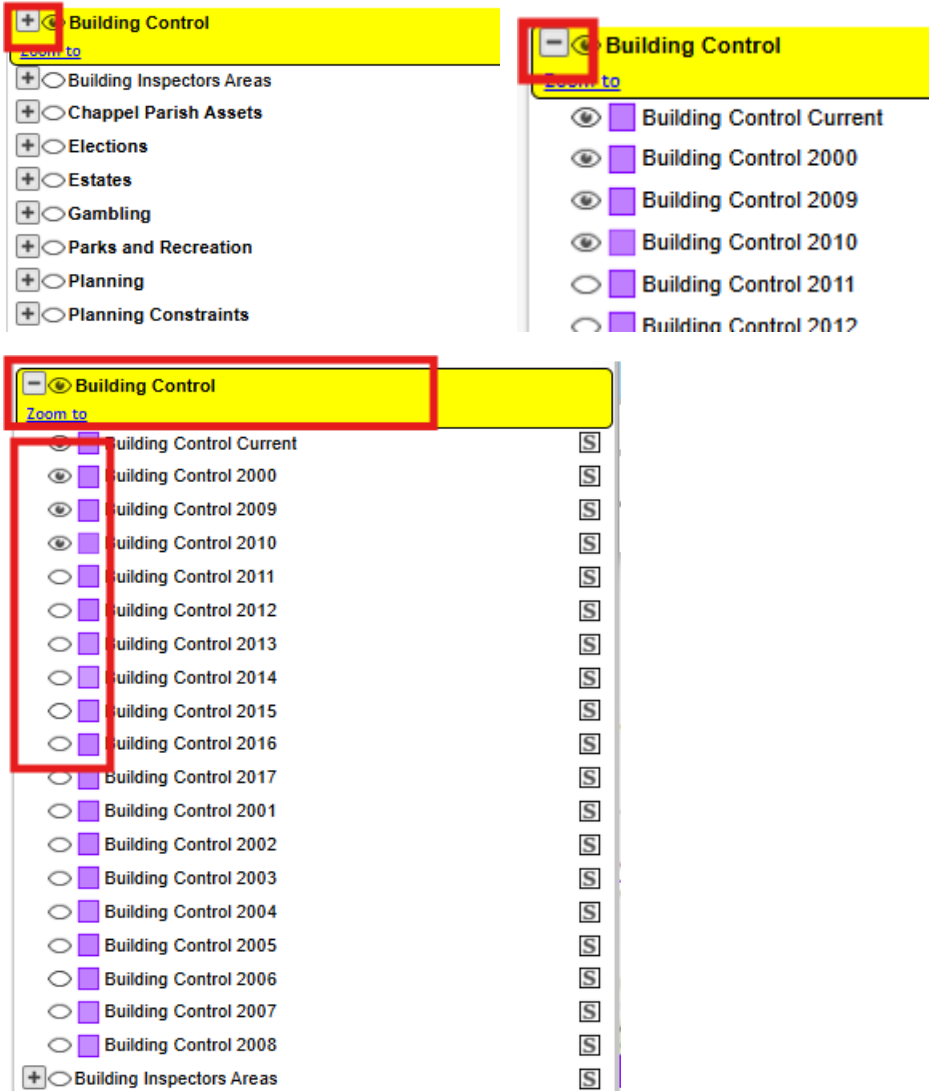 Building Control
Zoom to
Building Inspectors Areas
Chappel Parish Assets
Elections
Estates
Gambling
Parks and Recreation
Planning
Planning Constraints
Building Control
Zoom to
Building Control Current
Building Control 2000
Building Control 2009
Building Control 2010
Building Control 2011
Building Control 2012
Building Control
Zoom to
Building Control Current S
Building Control 2000 S
Building Control 2009 S
Building Control 2010 S
Building Control 2011 S
Building Control 2012 S
Building Control 2013 S
Building Control 2014 S
Building Control 2015 S
Building Control 2016 S
Building Control 2017 S
Building Control 2001 S
Building Control 2002 S
Building Control 2003 S
Building Control 2004 S
Building Control 2005 S
Building Control 2006 S
Building Control 2007 S
Building Control 2008 S
Building Inspectors Areas S